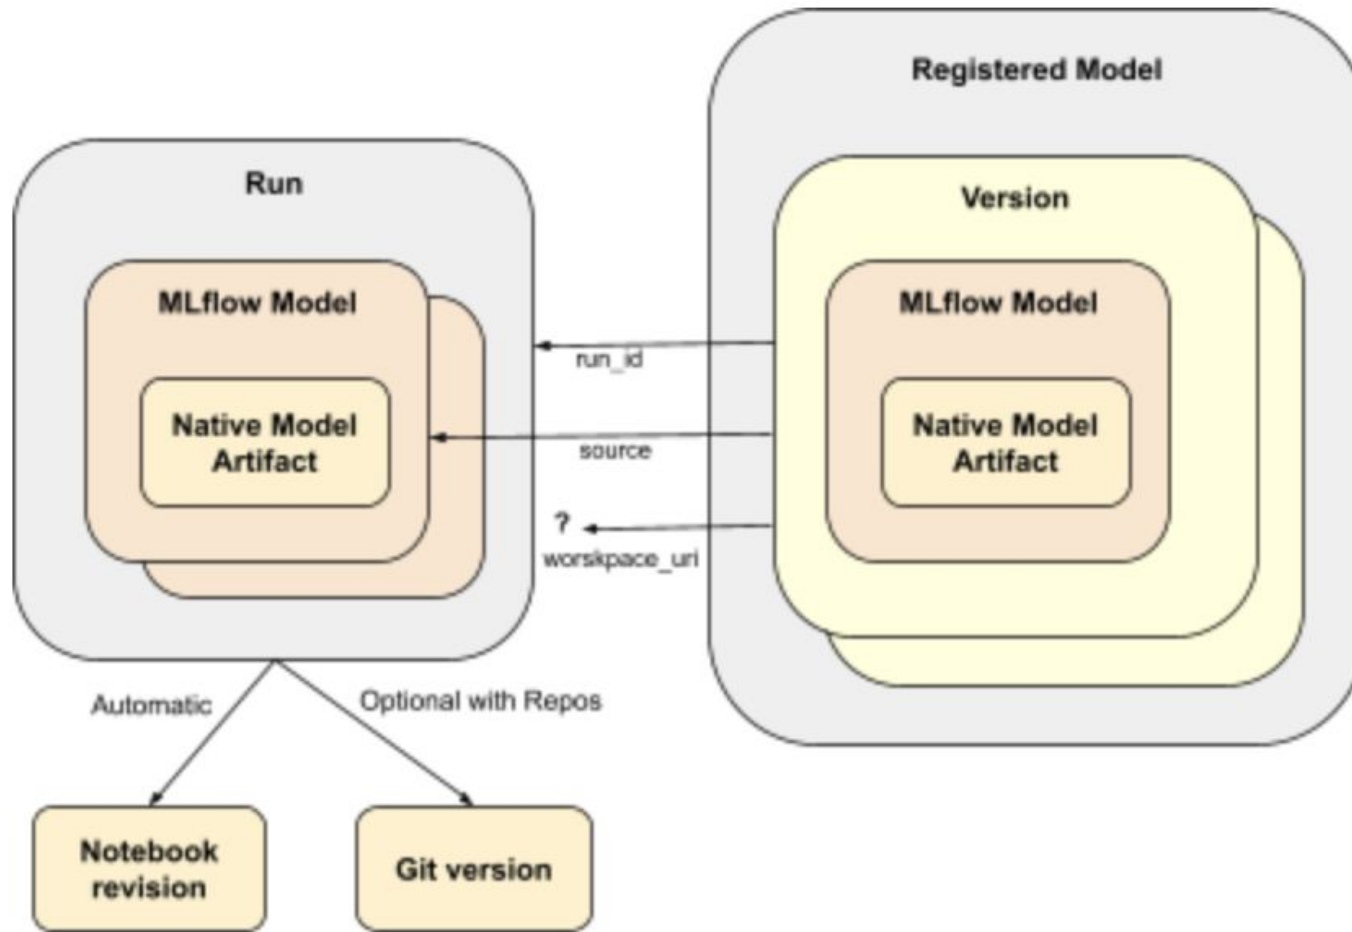 Registered Model
Run
Version
MLflow Model
MLflow Model
run_id
Native Model
Artifact
Native Model
Artifact
source
?
worskpace_uri
Automatic
Optional with Repos
Notebook
revision
Git version